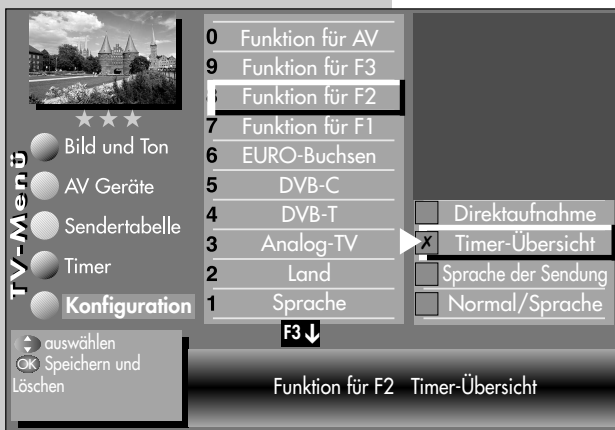 TV-Menü
Bild und Ton
AV Geräte
Sendertabelle
Timer
Konfiguration
auswählen
OK Speichern und
Löschen
0 Funktion für AV
9 Funktion für F3
8 Funktion für F2
7 Funktion für F1
6 EURO-Buchsen
5 DVB-C
4 DVB-T
3 Analog-TV
2 Land
1 Sprache
F3↓
Direktaufnahme
✗ Timer-Übersicht
Sprache der Sendung
Normal/Sprache
Funktion für F2 Timer-Übersicht